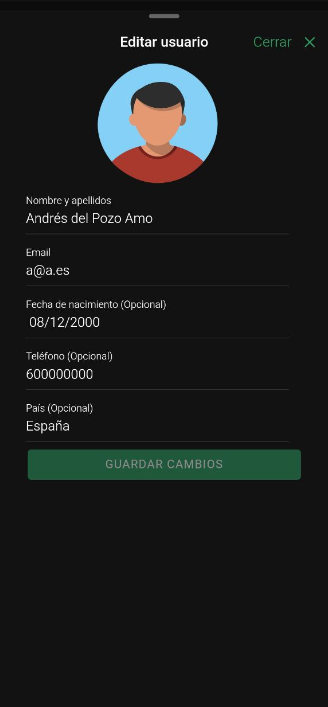 Editar usuario
Cerrar
Nombre y apellidos
Andrés del Pozo Amo
Email
a@a.es
Fecha de nacimiento (Opcional)
08/12/2000
Teléfono (Opcional)
600000000
País (Opcional)
España
GUARDAR CAMBIOS